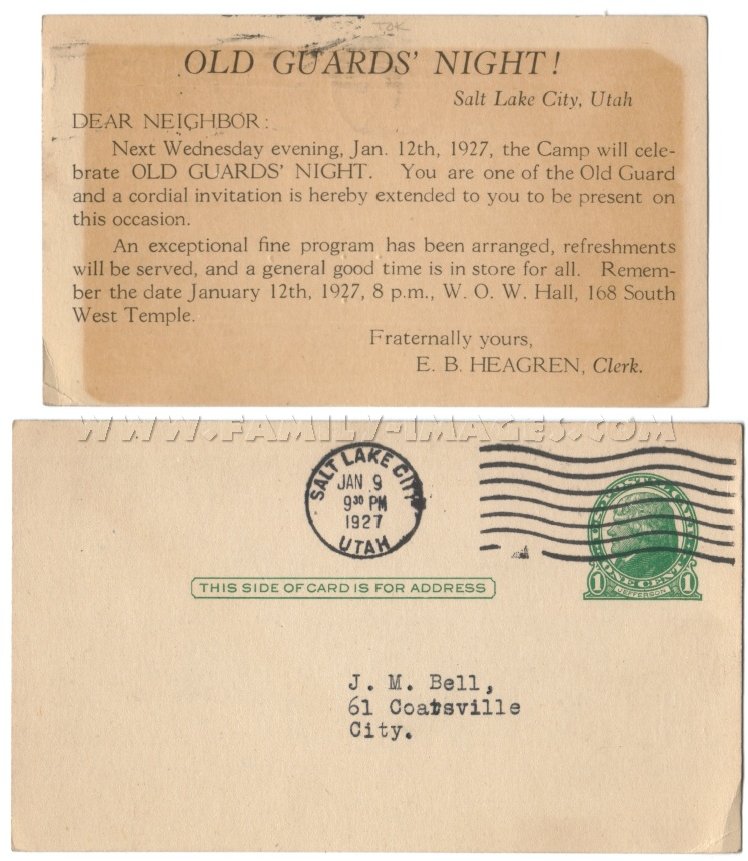 OLD GUARDS' NIGHT!
Salt Lake City, Utah
DEAR NEIGHBOR:
Next Wednesday evening, Jan. 12th, 1927, the Camp will cele-
brate OLD GUARDS' NIGHT. You are one of the Old Guard
and a cordial invitation is hereby extended to you to be present on
this occasion.
An exceptional fine program has been arranged, refreshments
will be served, and a general good time is in store for all. Remem-
ber the date January 12th, 1927, 8 p.m., W. O. W. Hall, 168 South
West Temple.
Fraternally yours,
E. B. HEAGREN, Clerk.
WWW.FAMILY-IMAGES.COM
SALT LAKE CITY
JAN 9
930 PM
1927
UTAH
THIS SIDE OF CARD IS FOR ADDRESS
1 ONE CENT 1
JEFFERSON
J. M. Bell,
61 Coatsville
City.